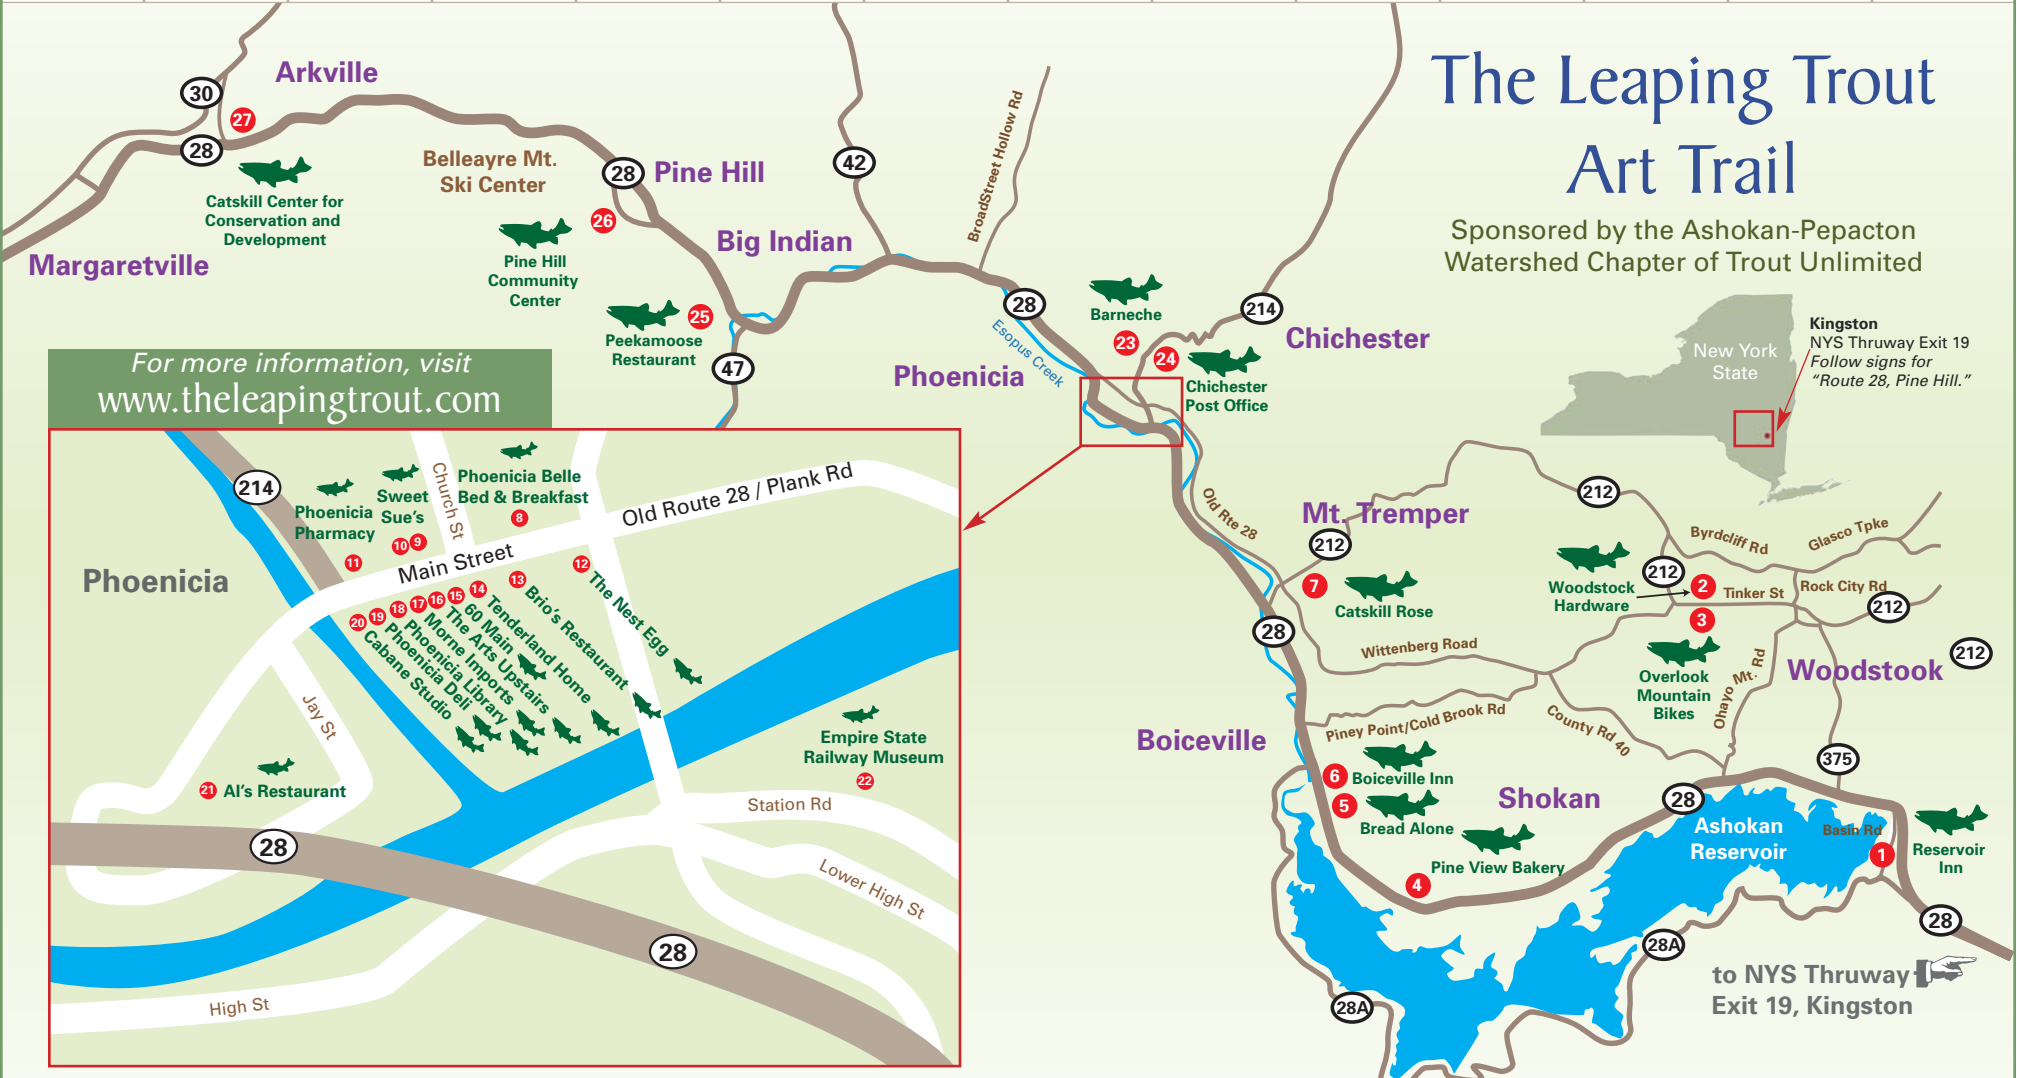 The Leaping Trout
Art Trail
Sponsored by the Ashokan-Pepacton
Watershed Chapter of Trout Unlimited
New York
State
Kingston
NYS Thruway Exit 19
Follow signs for
“Route 28, Pine Hill.”
Arkville
30
27
28
Catskill Center for
Conservation and
Development
Margaretville
Belleayre Mt.
Ski Center
28
Pine Hill
26
Pine Hill
Community
Center
Big Indian
42
BroadStreet Hollow Rd
25
Peekamoose
Restaurant
47
28
Esopus Creek
Barneche
23
24
214
Chichester
Chichester
Post Office
Phoenicia
For more information, visit
www.theleapingtrout.com
214
Phoenicia
Pharmacy
11
Sweet
Sue's
10
9
Church St
Phoenicia Belle
Bed & Breakfast
8
Old Route 28 / Plank Rd
Main Street
Phoenicia
12
The Nest Egg
13
Brio's Restaurant
14
Tenderland Home
15
60 Main
16
The Arts Upstairs
17
Morne Imports
18
Phoenicia Library
19
Phoenicia Deli
20
Cabane Studio
Jay St
21
Al's Restaurant
Empire State
Railway Museum
22
Station Rd
Lower High St
28
28
High St
Old Rte 28
Mt. Tremper
212
7
Catskill Rose
28
Wittenberg Road
212
Byrdcliff Rd
Glasco Tpke
Woodstock
Hardware
212
2
Tinker St
Rock City Rd
212
3
Overlook
Mountain
Bikes
Ohayo Mt. Rd
Woodstook
212
Piney Point/Cold Brook Rd
County Rd 40
Boiceville
6
Boiceville Inn
5
Bread Alone
Shokan
Pine View Bakery
4
28
375
Ashokan
Reservoir
Basin Rd
1
Reservoir
Inn
28
28A
28A
to NYS Thruway
Exit 19, Kingston